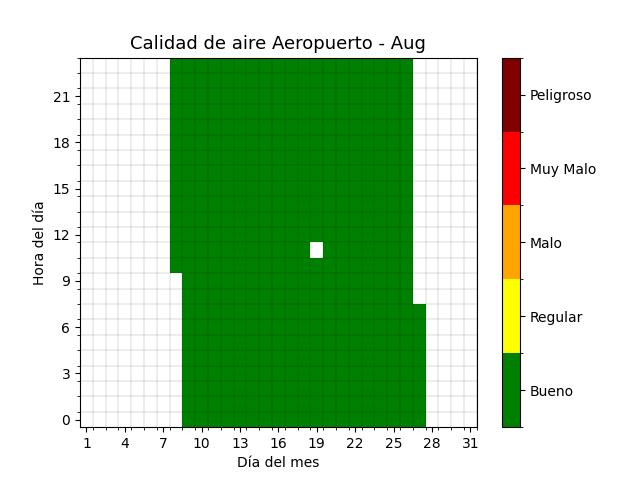 Calidad de aire Aeropuerto - Aug
Hora del día
21
18
15
12
9
6
3
0
1 4 7 10 13 16 19 22 25 28 31
Día del mes
Peligroso
Muy Malo
Malo
Regular
Bueno